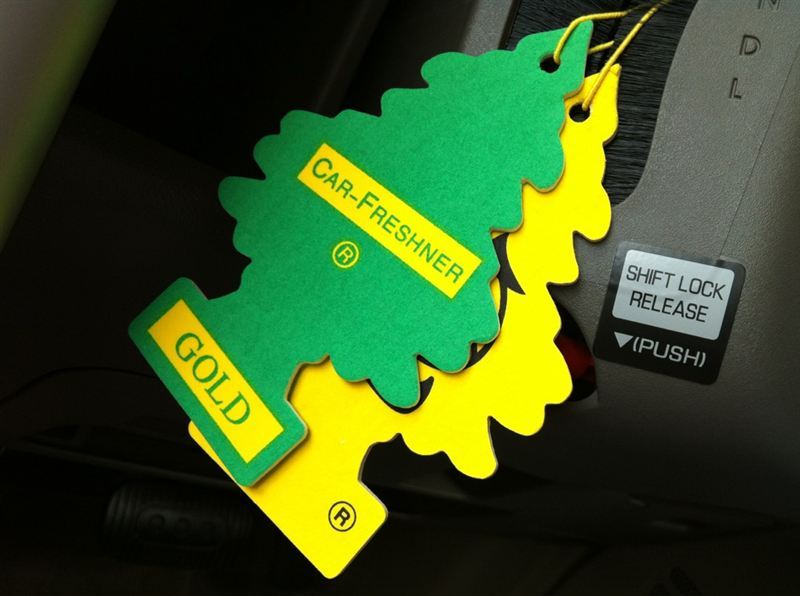 CAR-FRESHNER
®
GOLD
®
SHIFT LOCK
RELEASE
▼(PUSH)
N
D
L